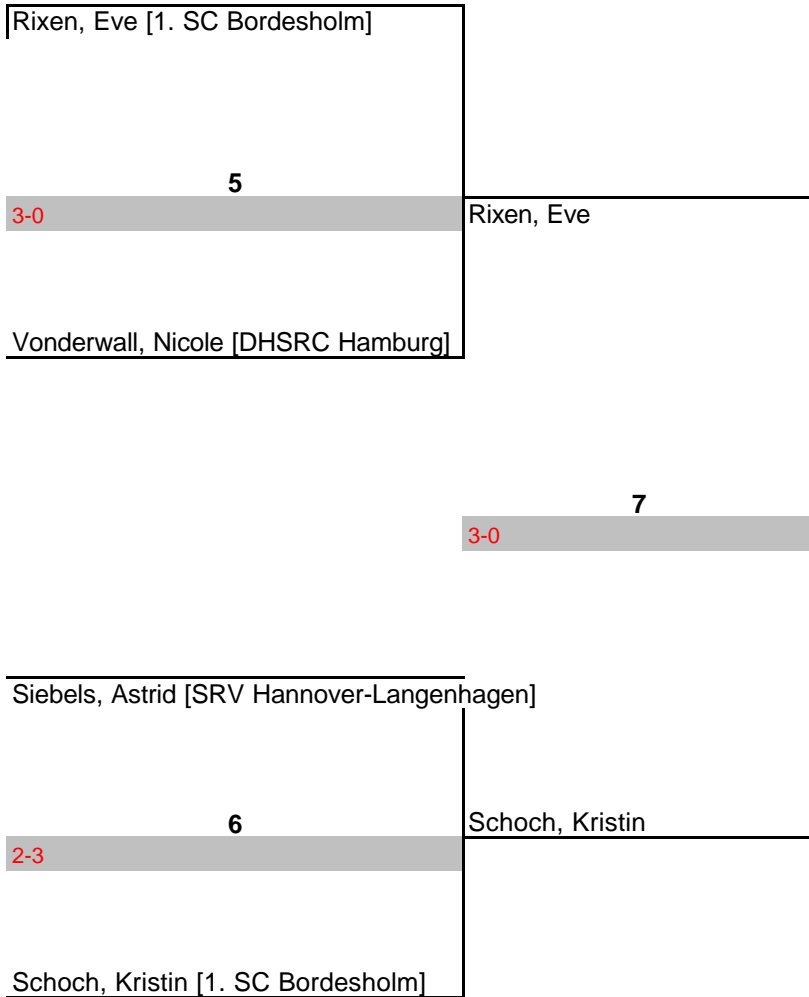 Rixen, Eve [1. SC Bordesholm]
5
3-0
Rixen, Eve
Vonderwall, Nicole [DHSRC Hamburg]
7
3-0
Siebels, Astrid [SRV Hannover-Langenhagen]
6
Schoch, Kristin
2-3
Schoch, Kristin [1. SC Bordesholm]